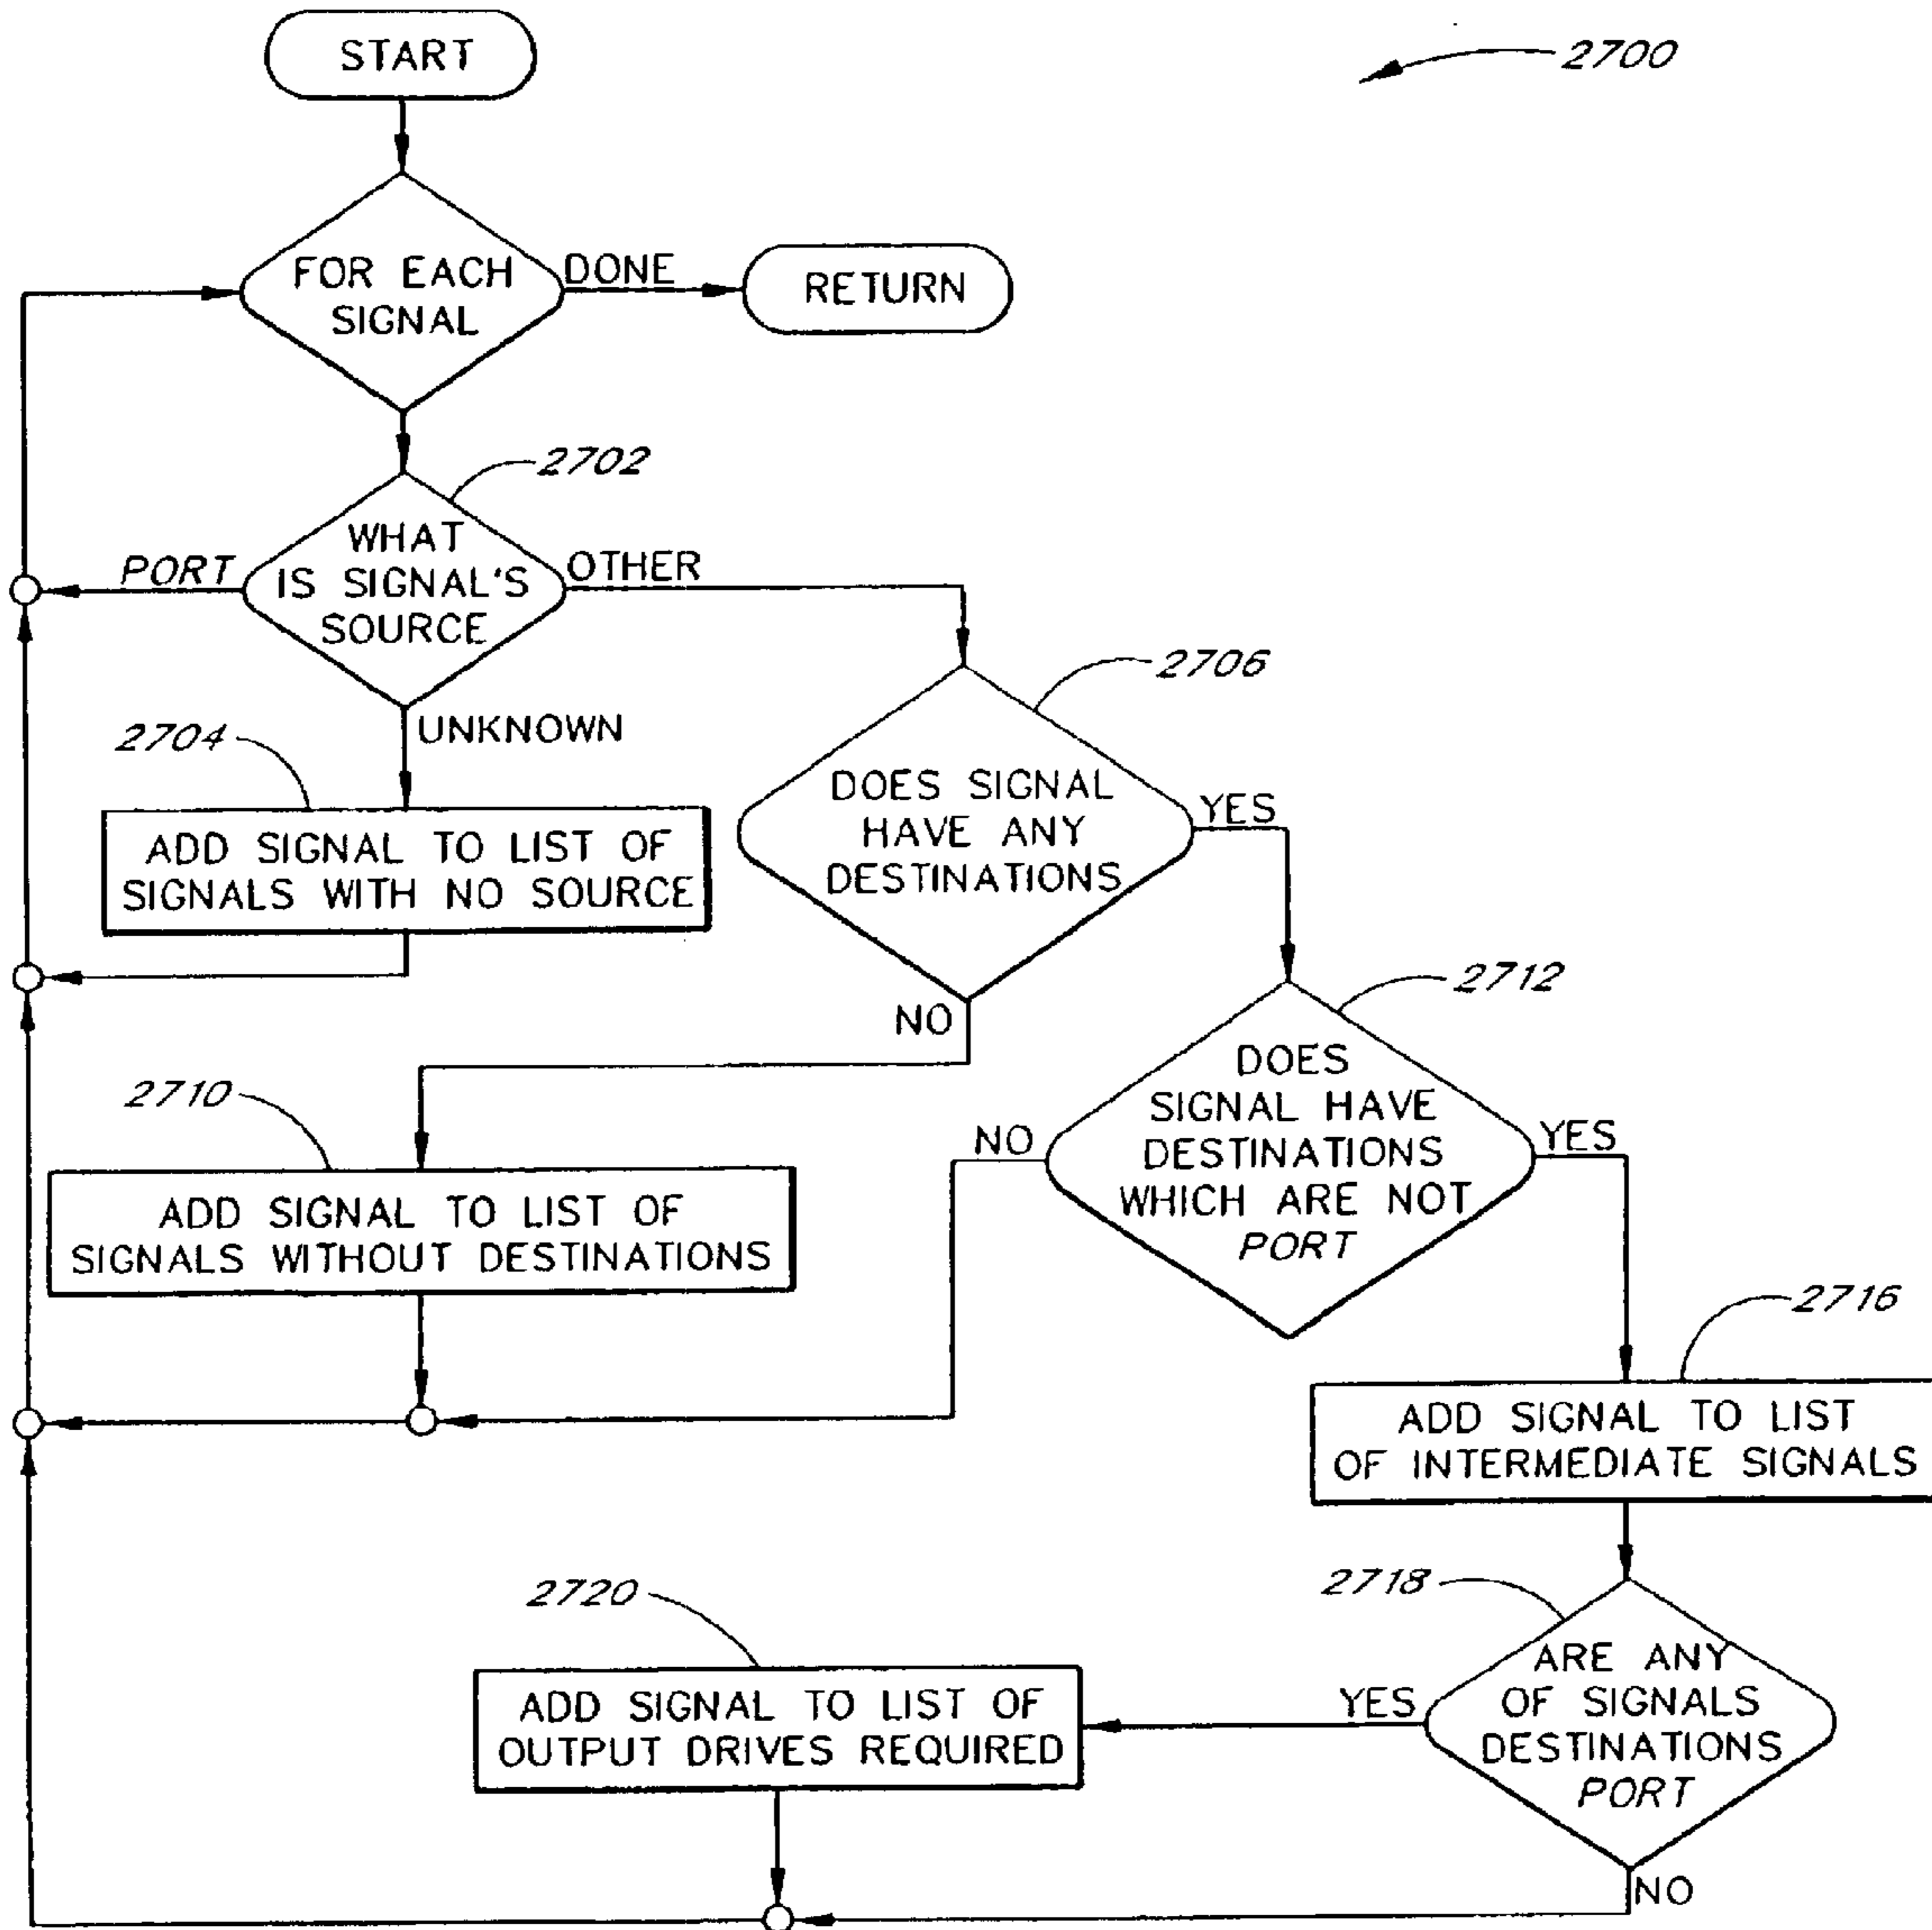 START
2700
FOR EACH
SIGNAL
DONE
RETURN
2702
WHAT
IS SIGNAL'S
SOURCE
PORT
OTHER
UNKNOWN
2704
ADD SIGNAL TO LIST OF
SIGNALS WITH NO SOURCE
2706
DOES SIGNAL
HAVE ANY
DESTINATIONS
YES
NO
2710
ADD SIGNAL TO LIST OF
SIGNALS WITHOUT DESTINATIONS
2712
DOES
SIGNAL HAVE
DESTINATIONS
WHICH ARE NOT
PORT
NO
YES
2716
ADD SIGNAL TO LIST
OF INTERMEDIATE SIGNALS
2718
ARE ANY
OF SIGNALS
DESTINATIONS
PORT
YES
NO
2720
ADD SIGNAL TO LIST OF
OUTPUT DRIVES REQUIRED